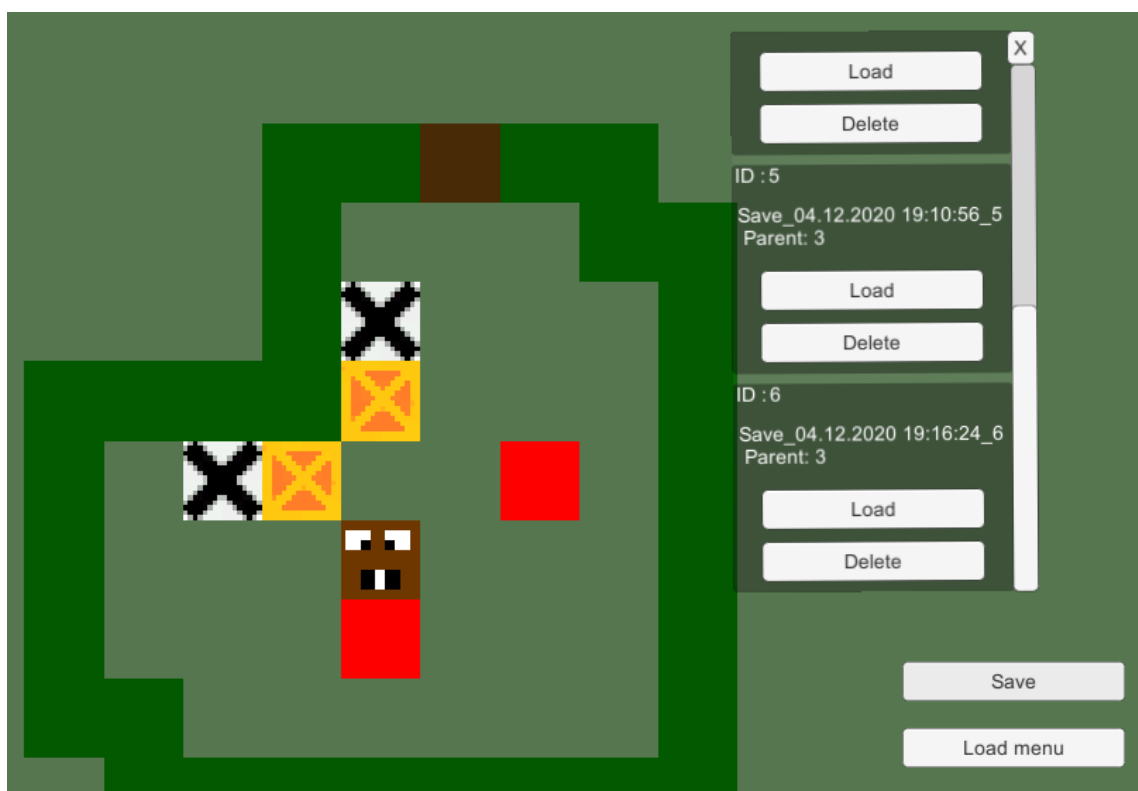 X
Load
Delete
ID : 5
Save_04.12.2020 19:10:56_5
Parent: 3
Load
Delete
ID : 6
Save_04.12.2020 19:16:24_6
Parent: 3
Load
Delete
Save
Load menu